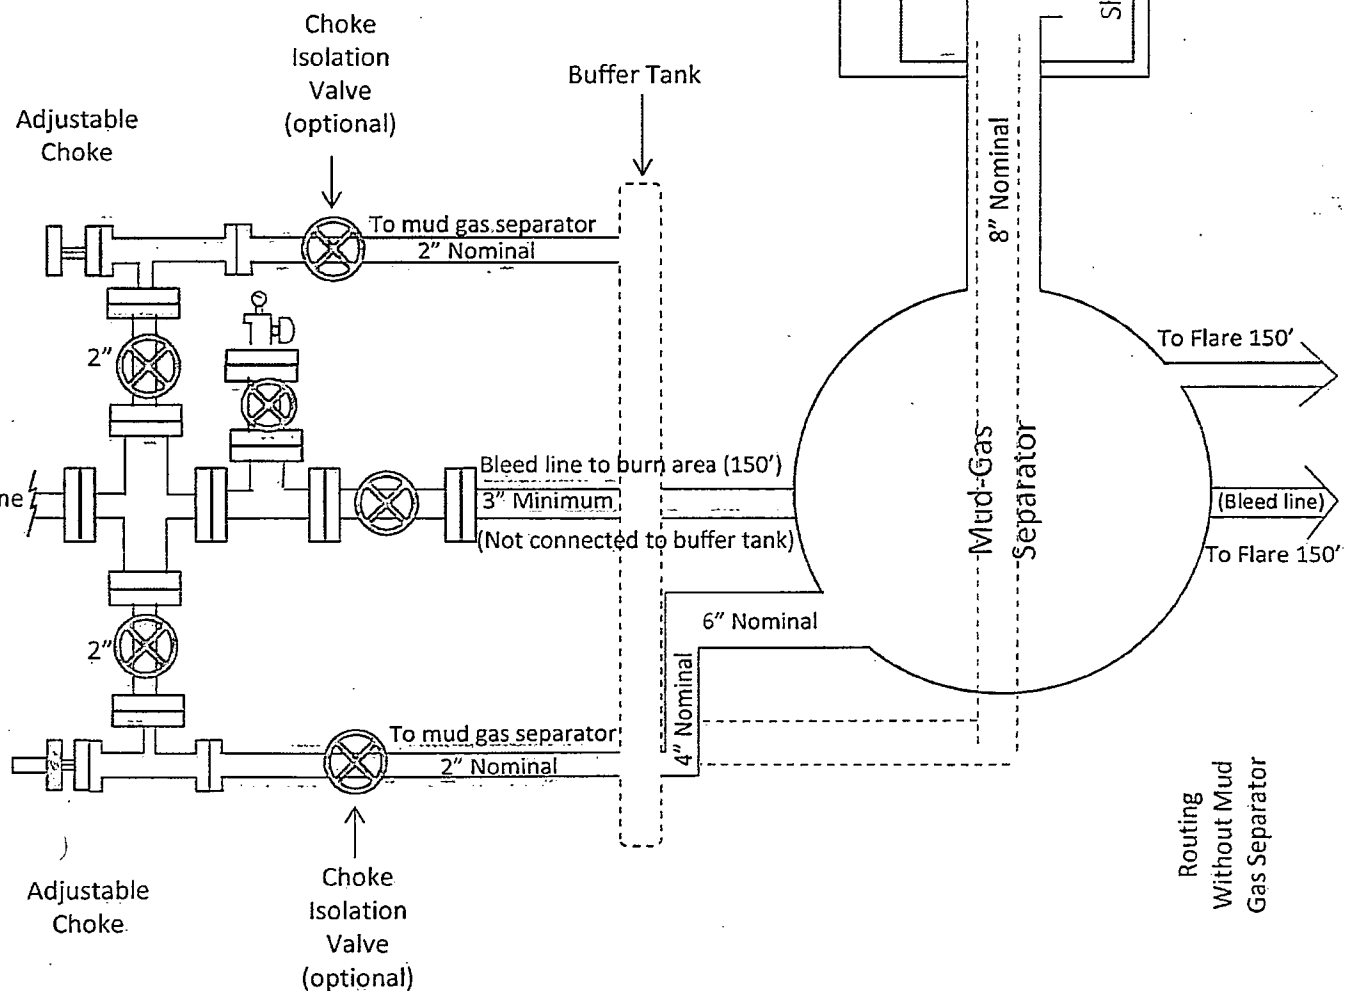 Choke
Isolation
Valve
(optional)
Buffer Tank
Adjustable
Choke
To mud gas separator
2" Nominal
8" Nominal
2"
To Flare 150'
Bleed line to burn area (150')
3" Minimum
(Not connected to buffer tank)
Mud-Gas
Separator
(Bleed line)
To Flare 150'
6" Nominal
2"
4" Nominal
To mud gas separator
2" Nominal
Routing
Without Mud
Gas Separator
Adjustable
Choke
Choke
Isolation
Valve
(optional)